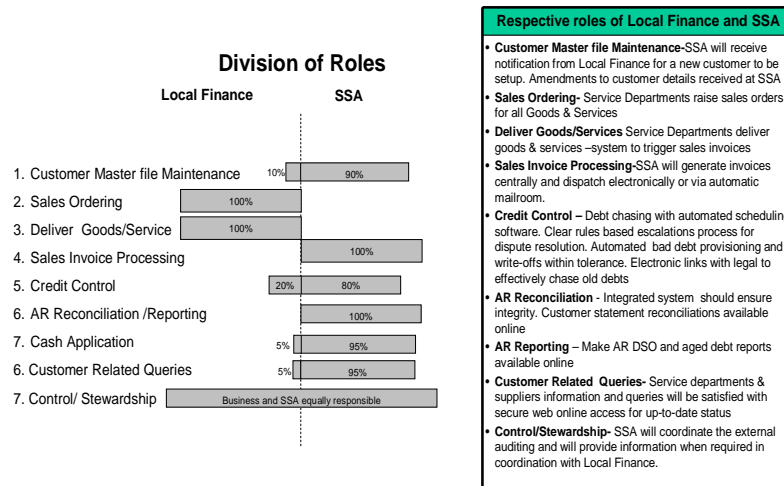 Division of Roles
Local Finance SSA
1. Customer Master file Maintenance 10% 90%
2. Sales Ordering 100%
3. Deliver Goods/Service 100%
4. Sales Invoice Processing 100%
5. Credit Control 20% 80%
6. AR Reconciliation /Reporting 100%
7. Cash Application 5% 95%
6. Customer Related Queries 5% 95%
7. Control/ Stewardship Business and SSA equally responsible
Respective roles of Local Finance and SSA
• Customer Master file Maintenance-SSA will receive
notification from Local Finance for a new customer to be
setup. Amendments to customer details received at SSA
• Sales Ordering- Service Departments raise sales orders
for all Goods & Services
• Deliver Goods/Services Service Departments deliver
goods & services –system to trigger sales invoices
• Sales Invoice Processing-SSA will generate invoices
centrally and dispatch electronically or via automatic
mailroom.
• Credit Control – Debt chasing with automated schedulin
software. Clear rules based escalations process for
dispute resolution. Automated bad debt provisioning and
write-offs within tolerance. Electronic links with legal to
effectively chase old debts
• AR Reconciliation - Integrated system should ensure
integrity. Customer statement reconciliations available
online
• AR Reporting – Make AR DSO and aged debt reports
available online
• Customer Related Queries- Service departments &
suppliers information and queries will be satisfied with
secure web online access for up-to-date status
• Control/Stewardship- SSA will coordinate the external
auditing and will provide information when required in
coordination with Local Finance.